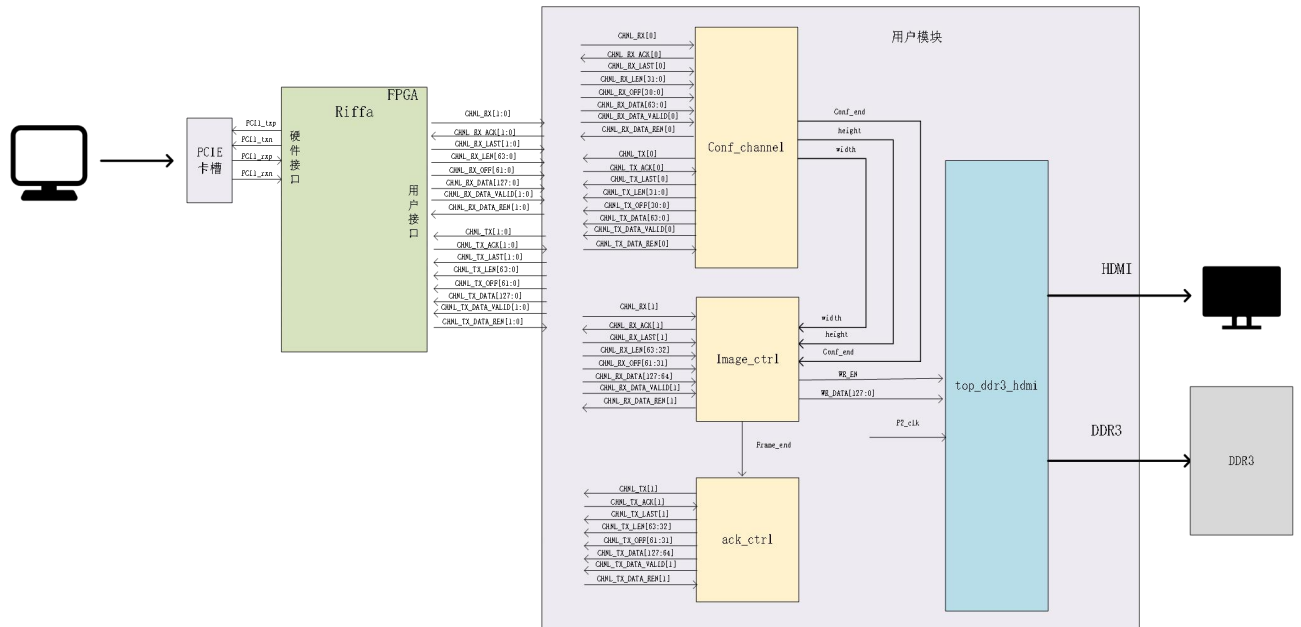 用户模块
PCIE
卡槽
PCI1_txp
PCI1_txn
PCI1_rxp
PCI1_rxn
FPGA
Riffa
硬件接口
用户接口
CHNL_RX[1:0]
CHNL_RX_ACK[1:0]
CHNL_RX_LAST[1:0]
CHNL_RX_LEN[63:0]
CHNL_RX_OFF[61:0]
CHNL_RX_DATA[127:0]
CHNL_RX_DATA_VALID[1:0]
CHNL_RX_DATA_REN[1:0]
CHNL_TX[1:0]
CHNL_TX_ACK[1:0]
CHNL_TX_LAST[1:0]
CHNL_TX_LEN[63:0]
CHNL_TX_OFF[61:0]
CHNL_TX_DATA[127:0]
CHNL_TX_DATA_VALID[1:0]
CHNL_TX_DATA_REN[1:0]
CHNL_RX[0]
CHNL_RX_ACK[0]
CHNL_RX_LAST[0]
CHNL_RX_LEN[31:0]
CHNL_RX_OFF[30:0]
CHNL_RX_DATA[63:0]
CHNL_RX_DATA_VALID[0]
CHNL_RX_DATA_REN[0]
CHNL_TX[0]
CHNL_TX_ACK[0]
CHNL_TX_LAST[0]
CHNL_TX_LEN[31:0]
CHNL_TX_OFF[30:0]
CHNL_TX_DATA[63:0]
CHNL_TX_DATA_VALID[0]
CHNL_TX_DATA_REN[0]
Conf_channel
Conf_end
height
width
CHNL_RX[1]
CHNL_RX_ACK[1]
CHNL_RX_LAST[1]
CHNL_RX_LEN[63:32]
CHNL_RX_OFF[61:31]
CHNL_RX_DATA[127:64]
CHNL_RX_DATA_VALID[1]
CHNL_RX_DATA_REN[1]
Image_ctrl
width
height
Conf_end
WR_EN
WR_DATA[127:0]
P2_clk
Frame_end
CHNL_TX[1]
CHNL_TX_ACK[1]
CHNL_TX_LAST[1]
CHNL_TX_LEN[63:32]
CHNL_TX_OFF[61:31]
CHNL_TX_DATA[127:64]
CHNL_TX_DATA_VALID[1]
CHNL_TX_DATA_REN[1]
ack_ctrl
top_ddr3_hdmi
HDMI
DDR3
DDR3